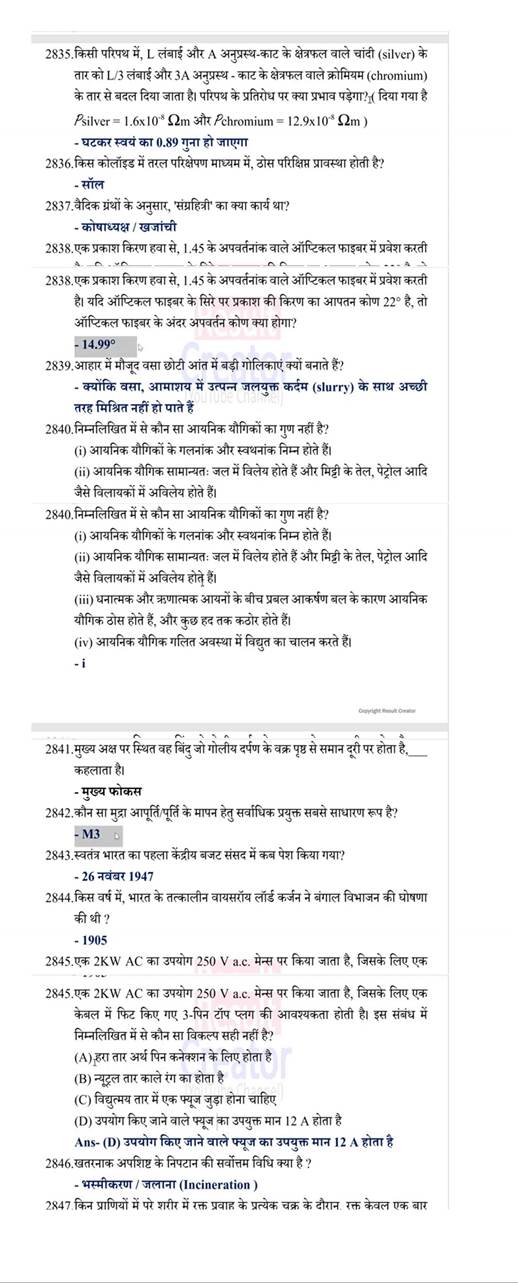 2835.किसी परिपथ में, L लंबाई और A अनुप्रस्थ-काट के क्षेत्रफल वाले चांदी (silver) के
तार को L/3 लंबाई और 3A अनुप्रस्थ - काट के क्षेत्रफल वाले क्रोमियम (chromium)
के तार से बदल दिया जाता है। परिपथ के प्रतिरोध पर क्या प्रभाव पड़ेगा?( दिया गया है
ρsilver = 1.6x10⁻⁸ Ωm और ρchromium = 12.9x10⁻⁸ Ωm )
- घटकर स्वयं का 0.89 गुना हो जाएगा
2836.किस कोलॉइड में तरल परिक्षेपण माध्यम में, ठोस परिक्षिप्त प्रावस्था होती है?
- सॉल
2837.वैदिक ग्रंथों के अनुसार, 'संग्रहित्री' का क्या कार्य था?
- कोषाध्यक्ष / खजांची
2838.एक प्रकाश किरण हवा से, 1.45 के अपवर्तनांक वाले ऑप्टिकल फाइबर में प्रवेश करती
2838.एक प्रकाश किरण हवा से, 1.45 के अपवर्तनांक वाले ऑप्टिकल फाइबर में प्रवेश करती
है। यदि ऑप्टिकल फाइबर के सिरे पर प्रकाश की किरण का आपतन कोण 22° है, तो
ऑप्टिकल फाइबर के अंदर अपवर्तन कोण क्या होगा?
- 14.99°
2839.आहार में मौजूद वसा छोटी आंत में बड़ी गोलिकाएं क्यों बनाते हैं?
- क्योंकि वसा, आमाशय में उत्पन्न जलयुक्त कर्दम (slurry) के साथ अच्छी
तरह मिश्रित नहीं हो पाते हैं
2840.निम्नलिखित में से कौन सा आयनिक यौगिकों का गुण नहीं है?
(i) आयनिक यौगिकों के गलनांक और स्वथनांक निम्न होते हैं।
(ii) आयनिक यौगिक सामान्यतः जल में विलेय होते हैं और मिट्टी के तेल, पेट्रोल आदि
जैसे विलायकों में अविलेय होते हैं।
2840.निम्नलिखित में से कौन सा आयनिक यौगिकों का गुण नहीं है?
(i) आयनिक यौगिकों के गलनांक और स्वथनांक निम्न होते हैं।
(ii) आयनिक यौगिक सामान्यतः जल में विलेय होते हैं और मिट्टी के तेल, पेट्रोल आदि
जैसे विलायकों में अविलेय होते हैं।
(iii) धनात्मक और ऋणात्मक आयनों के बीच प्रबल आकर्षण बल के कारण आयनिक
यौगिक ठोस होते हैं, और कुछ हद तक कठोर होते हैं।
(iv) आयनिक यौगिक गलित अवस्था में विद्युत का चालन करते हैं।
- i
Copyright Result Creator
2841.मुख्य अक्ष पर स्थित वह बिंदु जो गोलीय दर्पण के वक्र पृष्ठ से समान दूरी पर होता है,___
कहलाता है।
- मुख्य फोकस
2842.कौन सा मुद्रा आपूर्ति/पूर्ति के मापन हेतु सर्वाधिक प्रयुक्त सबसे साधारण रूप है?
- M3
2843.स्वतंत्र भारत का पहला केंद्रीय बजट संसद में कब पेश किया गया?
- 26 नवंबर 1947
2844.किस वर्ष में, भारत के तत्कालीन वायसरॉय लॉर्ड कर्जन ने बंगाल विभाजन की घोषणा
की थी ?
- 1905
2845.एक 2KW AC का उपयोग 250 V a.c. मेन्स पर किया जाता है, जिसके लिए एक
2845.एक 2KW AC का उपयोग 250 V a.c. मेन्स पर किया जाता है, जिसके लिए एक
केबल में फिट किए गए 3-पिन टॉप प्लग की आवश्यकता होती है। इस संबंध में
निम्नलिखित में से कौन सा विकल्प सही नहीं है?
(A) हरा तार अर्थ पिन कनेक्शन के लिए होता है
(B) न्यूट्रल तार काले रंग का होता है
(C) विद्युत्मय तार में एक फ्यूज जुड़ा होना चाहिए
(D) उपयोग किए जाने वाले फ्यूज का उपयुक्त मान 12 A होता है
Ans- (D) उपयोग किए जाने वाले फ्यूज का उपयुक्त मान 12 A होता है
2846.खतरनाक अपशिष्ट के निपटान की सर्वोत्तम विधि क्या है ?
- भस्मीकरण / जलाना (Incineration )
2847.किन प्राणियों में पूरे शरीर में रक्त प्रवाह के प्रत्येक चक्र के दौरान, रक्त केवल एक बार